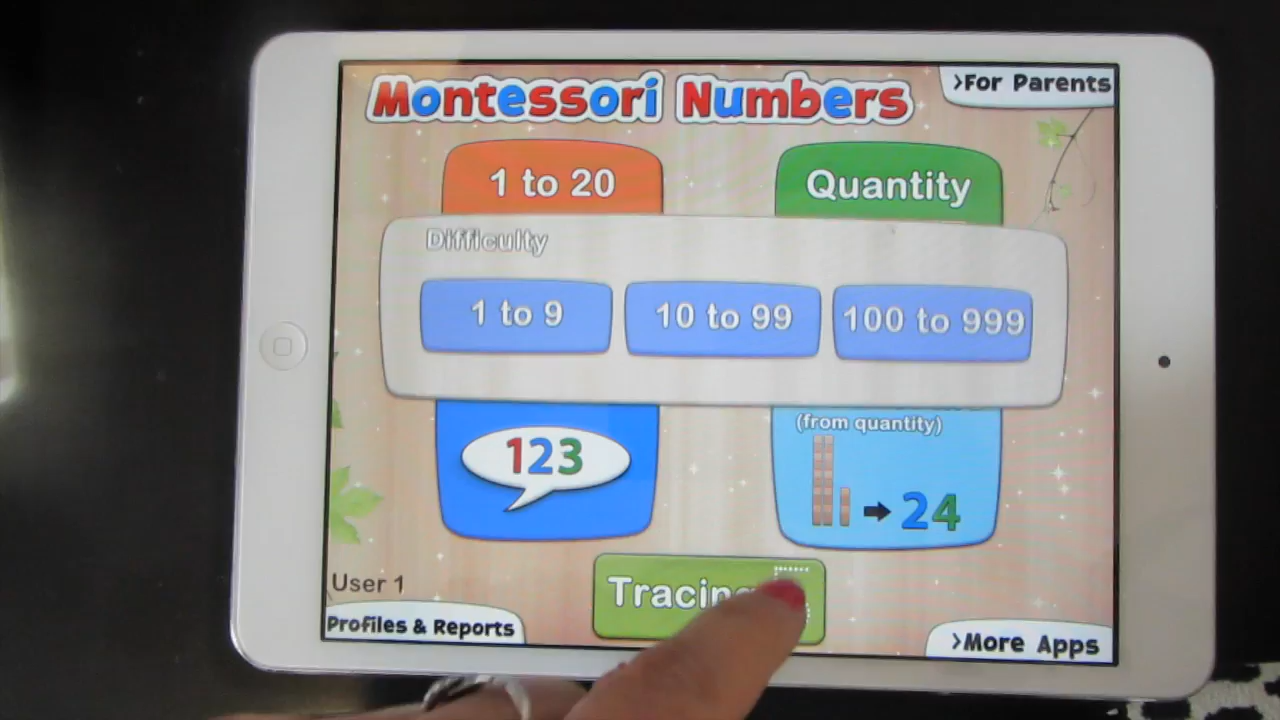 Montessori Numbers
>For Parents
1 to 20
Quantity
Difficulty
1 to 9
10 to 99
100 to 999
(from quantity)
123
24
Tracing
User 1
Profiles & Reports
>More Apps